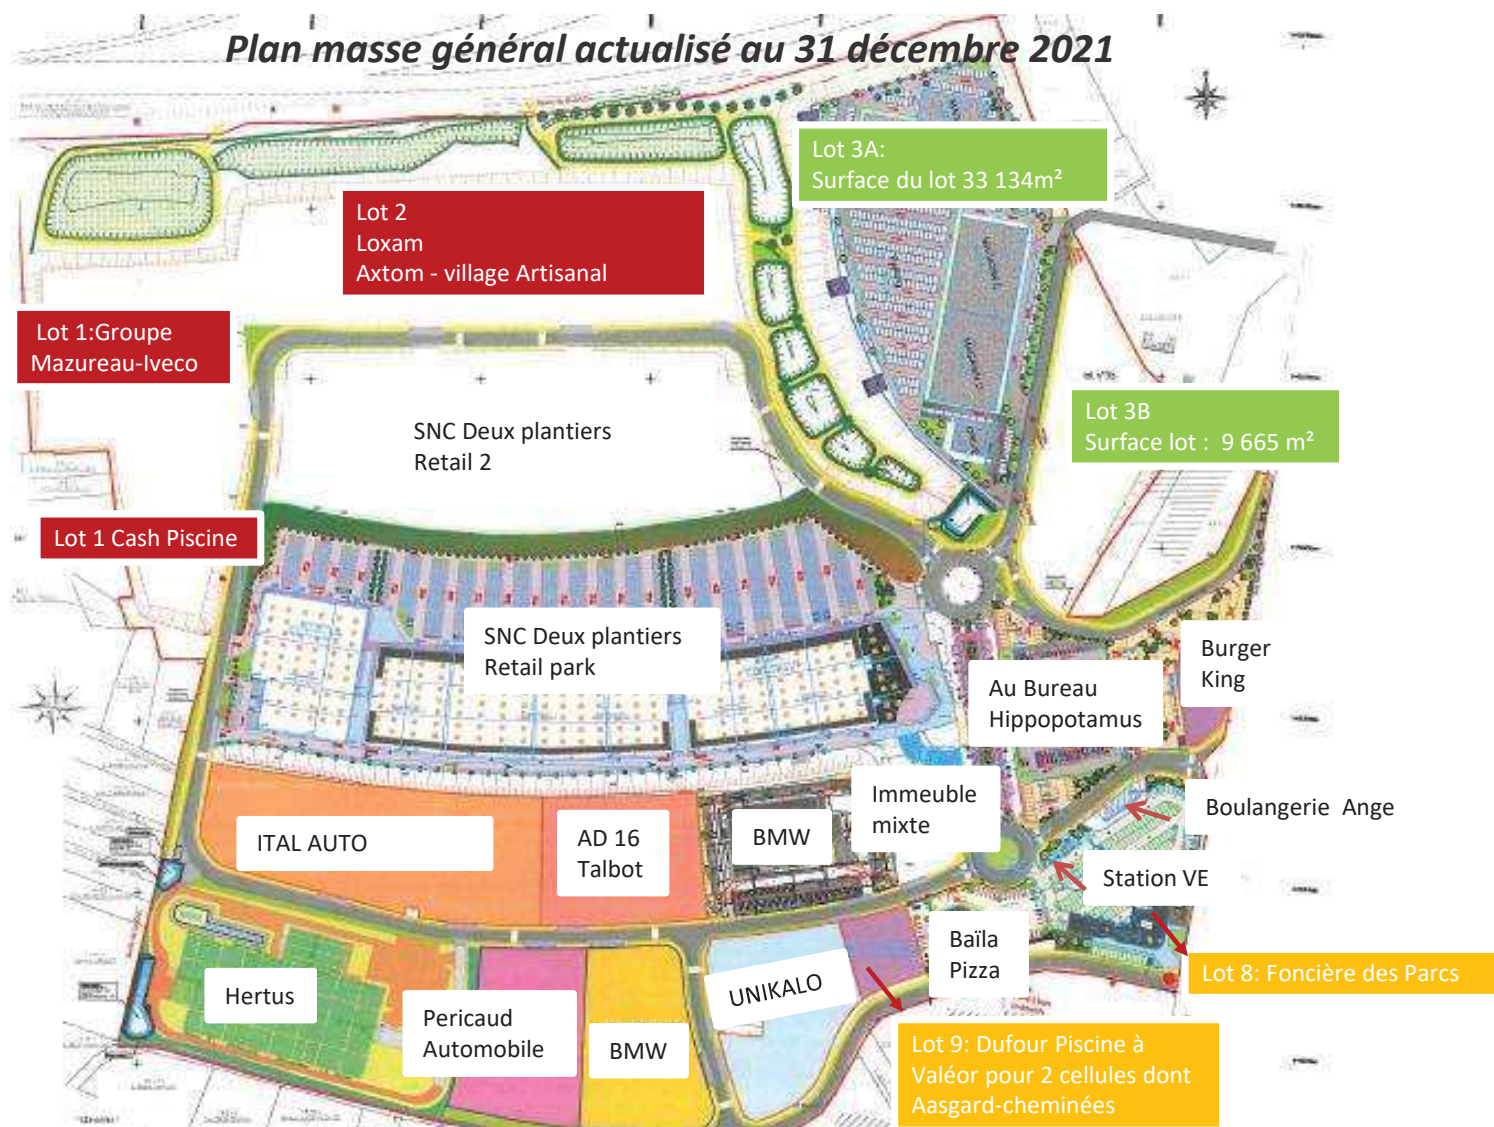 Plan masse général actualisé au 31 décembre 2021
Lot 3A:
Surface du lot 33 134m²
Lot 2
Loxam
Axtom - village Artisanal
Lot 1:Groupe
Mazureau-Iveco
Lot 3B
Surface lot : 9 665 m²
SNC Deux plantiers
Retail 2
Lot 1 Cash Piscine
SNC Deux plantiers
Retail park
Burger
King
Au Bureau
Hippopotamus
Immeuble
mixte
Boulangerie Ange
ITAL AUTO
AD 16
Talbot
BMW
Station VE
Baïla
Pizza
Lot 8: Foncière des Parcs
Hertus
UNIKALO
Pericaud
Automobile
BMW
Lot 9: Dufour Piscine à
Valéor pour 2 cellules dont
Aasgard-cheminées